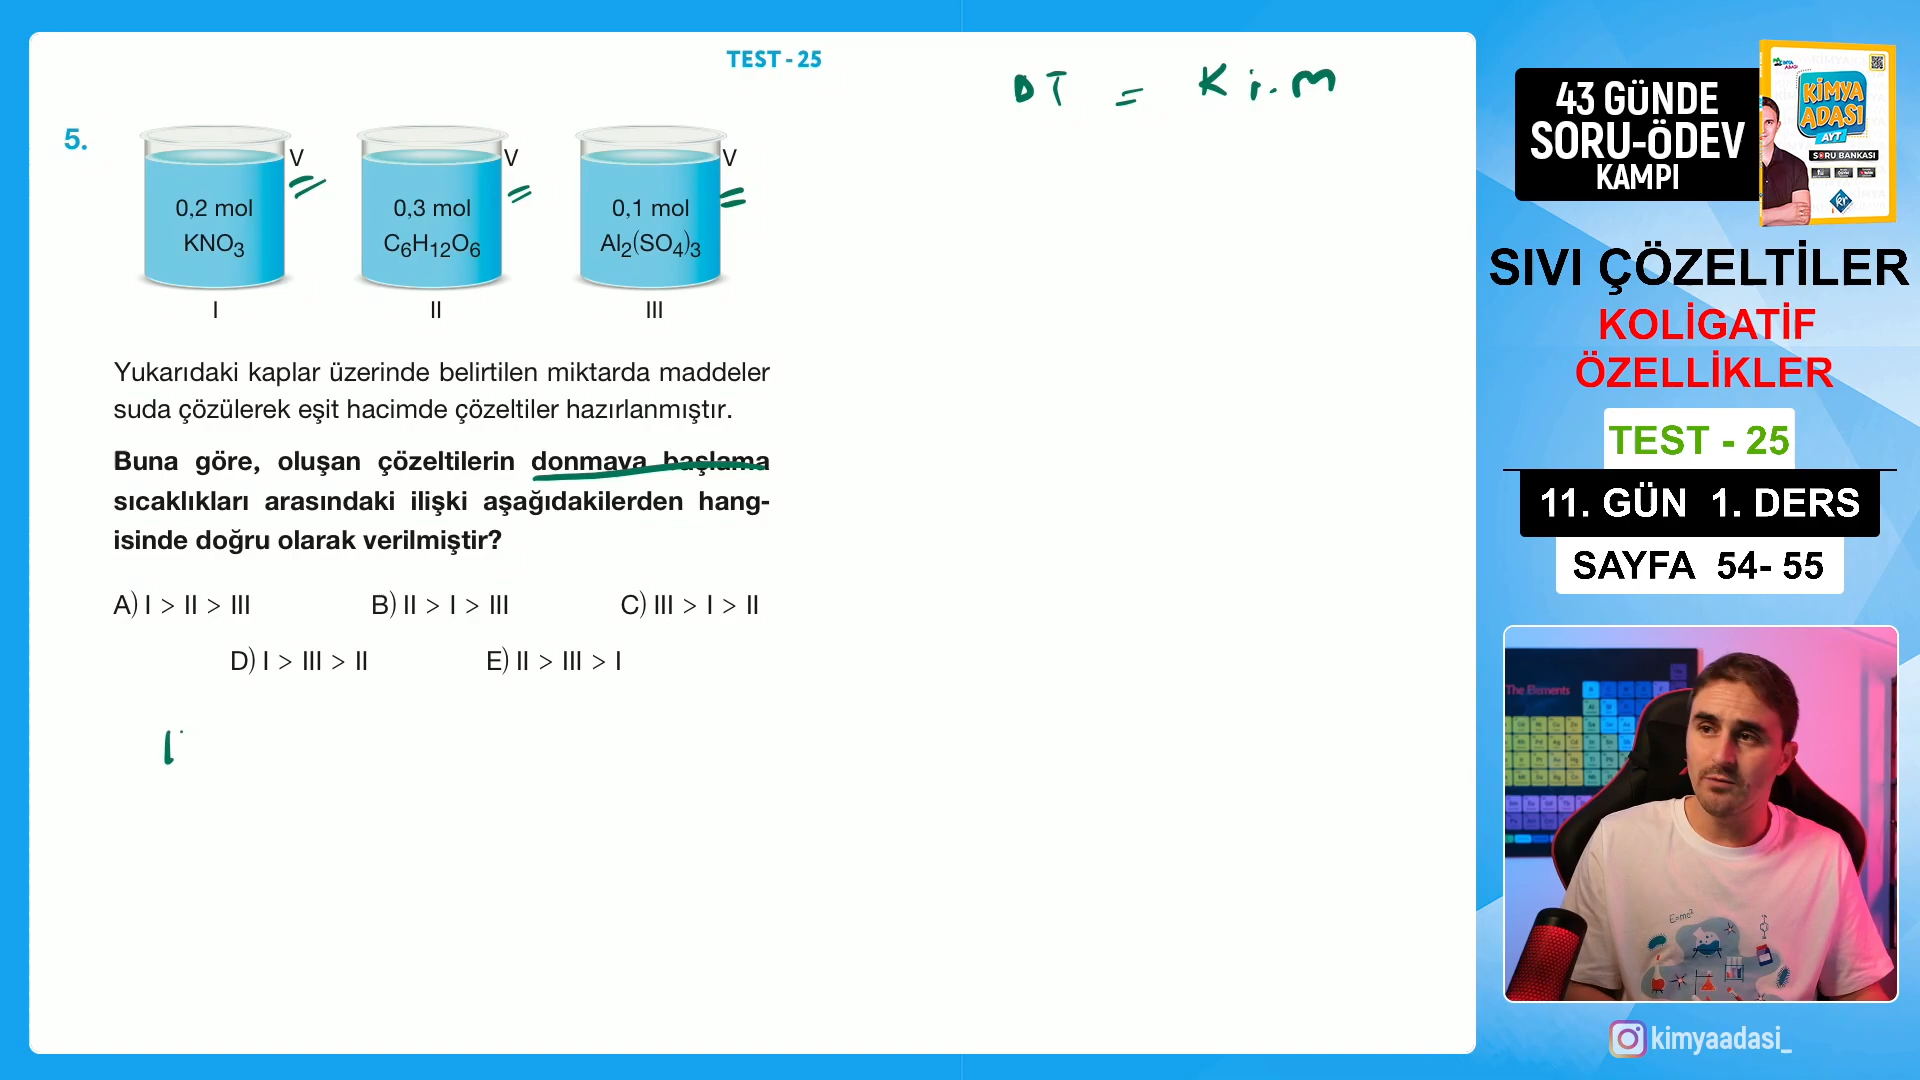 TEST - 25
ΔT = K i . m
5.
V
V
V
0,2 mol
KNO3
0,3 mol
C6H12O6
0,1 mol
Al2(SO4)3
I
II
III
Yukarıdaki kaplar üzerinde belirtilen miktarda maddeler
suda çözülerek eşit hacimde çözeltiler hazırlanmıştır.
Buna göre, oluşan çözeltilerin donmaya başlama
sıcaklıkları arasındaki ilişki aşağıdakilerden hang-
isinde doğru olarak verilmiştir?
A) I > II > III
B) II > I > III
C) III > I > II
D) I > III > II
E) II > III > I
43 GÜNDE
SORU-ÖDEV
KAMPI
KİMYA
ADASI
AYT
SORU BANKASI
SIVI ÇÖZELTİLER
KOLİGATİF
ÖZELLİKLER
TEST - 25
11. GÜN 1. DERS
SAYFA 54- 55
The Elements
E=mc²
kimyaadasi_